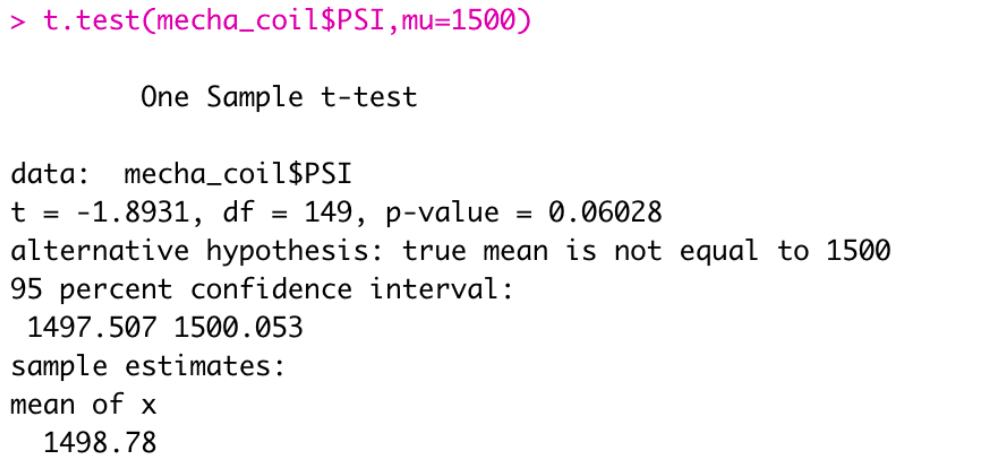 > t.test(mecha_coil$PSI,mu=1500)
One Sample t-test
data:  mecha_coil$PSI
t = -1.8931, df = 149, p-value = 0.06028
alternative hypothesis: true mean is not equal to 1500
95 percent confidence interval:
1497.507 1500.053
sample estimates:
mean of x
1498.78